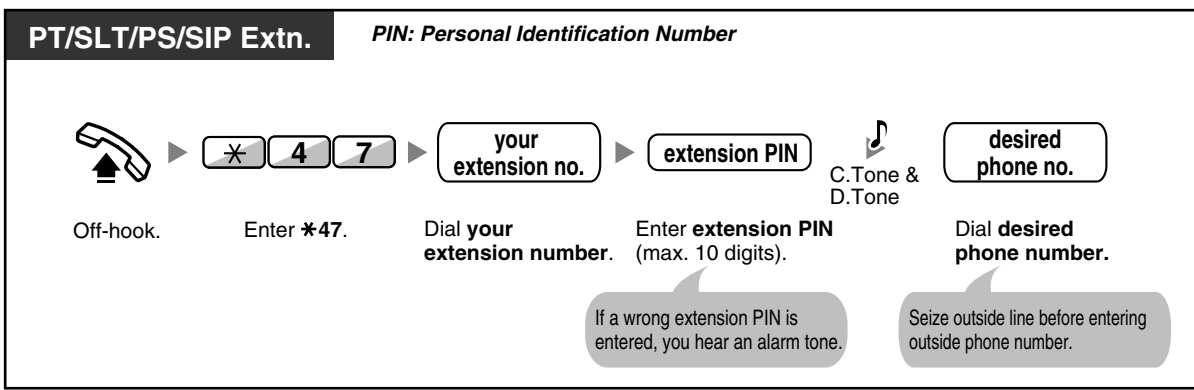 PT/SLT/PS/SIP Extn.
PIN: Personal Identification Number
* 4 7
your
extension no.
extension PIN
C.Tone &
D.Tone
desired
phone no.
Off-hook.
Enter *47.
Dial your
extension number.
Enter extension PIN
(max. 10 digits).
Dial desired
phone number.
If a wrong extension PIN is
entered, you hear an alarm tone.
Seize outside line before entering
outside phone number.